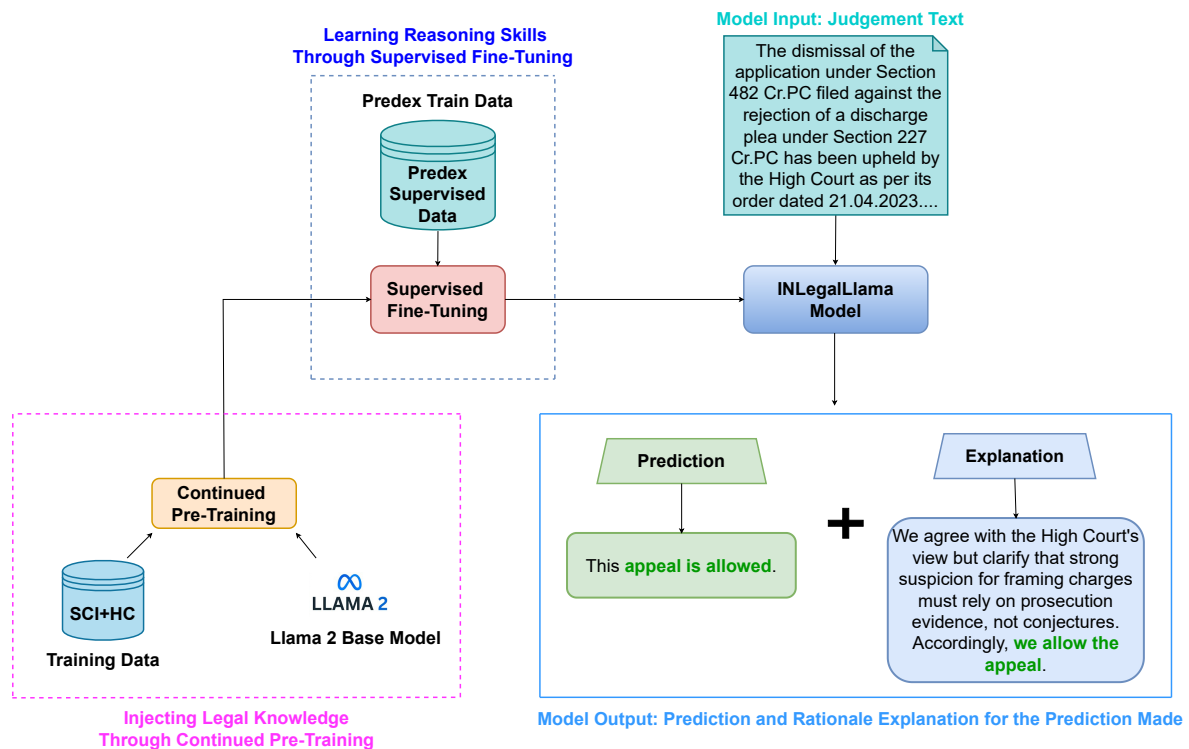 Learning Reasoning Skills
Through Supervised Fine-Tuning
Predex Train Data
Predex
Supervised
Data
Supervised
Fine-Tuning
Model Input: Judgement Text
The dismissal of the
application under Section
482 Cr.PC filed against the
rejection of a discharge
plea under Section 227
Cr.PC has been upheld by
the High Court as per its
order dated 21.04.2023....
INLegalLlama
Model
Continued
Pre-Training
SCI+HC
Training Data
LLAMA 2
Llama 2 Base Model
Injecting Legal Knowledge
Through Continued Pre-Training
Prediction
This appeal is allowed.
+
Explanation
We agree with the High Court's
view but clarify that strong
suspicion for framing charges
must rely on prosecution
evidence, not conjectures.
Accordingly, we allow the
appeal.
Model Output: Prediction and Rationale Explanation for the Prediction Made